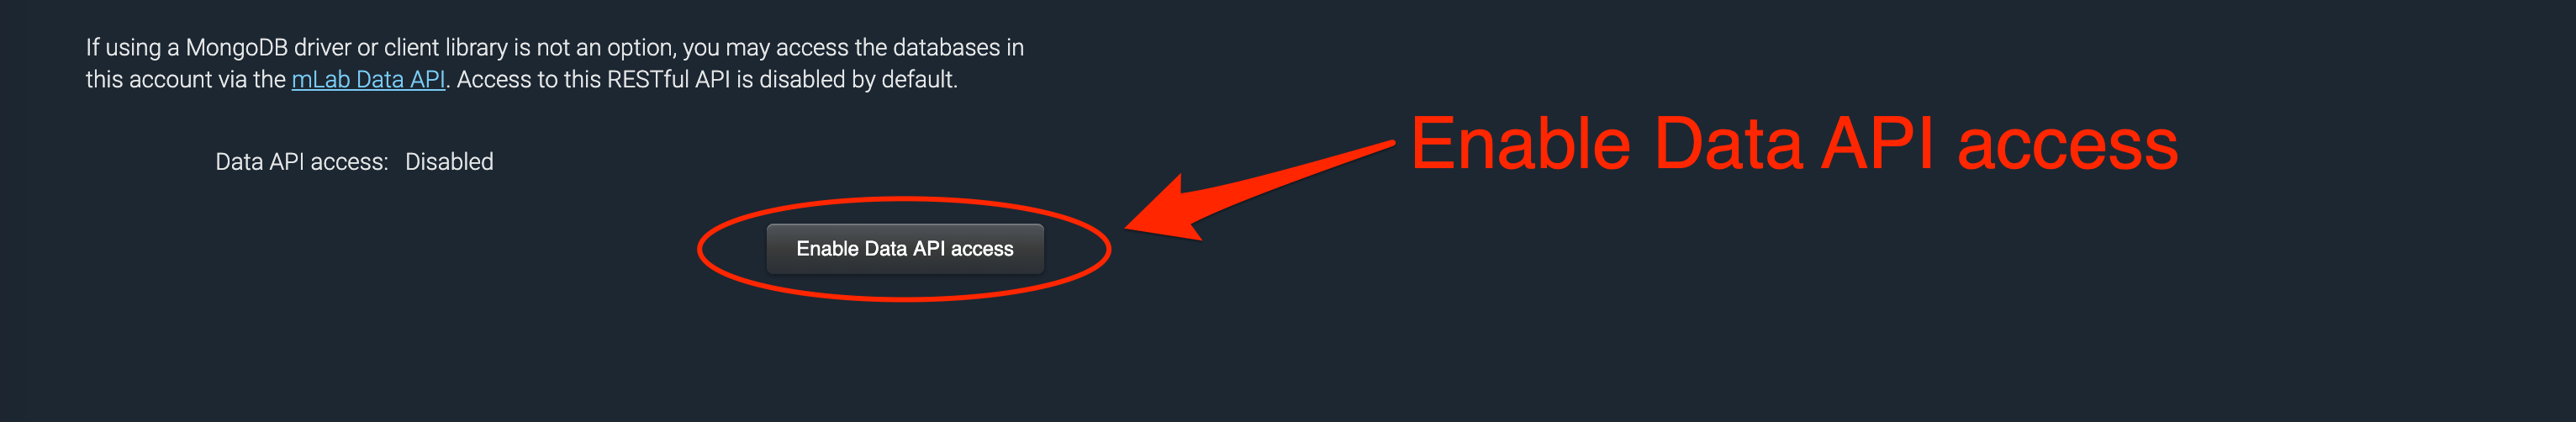 If using a MongoDB driver or client library is not an option, you may access the databases in
this account via the mLab Data API. Access to this RESTful API is disabled by default.
Enable Data API access
Data API access: Disabled
Enable Data API access